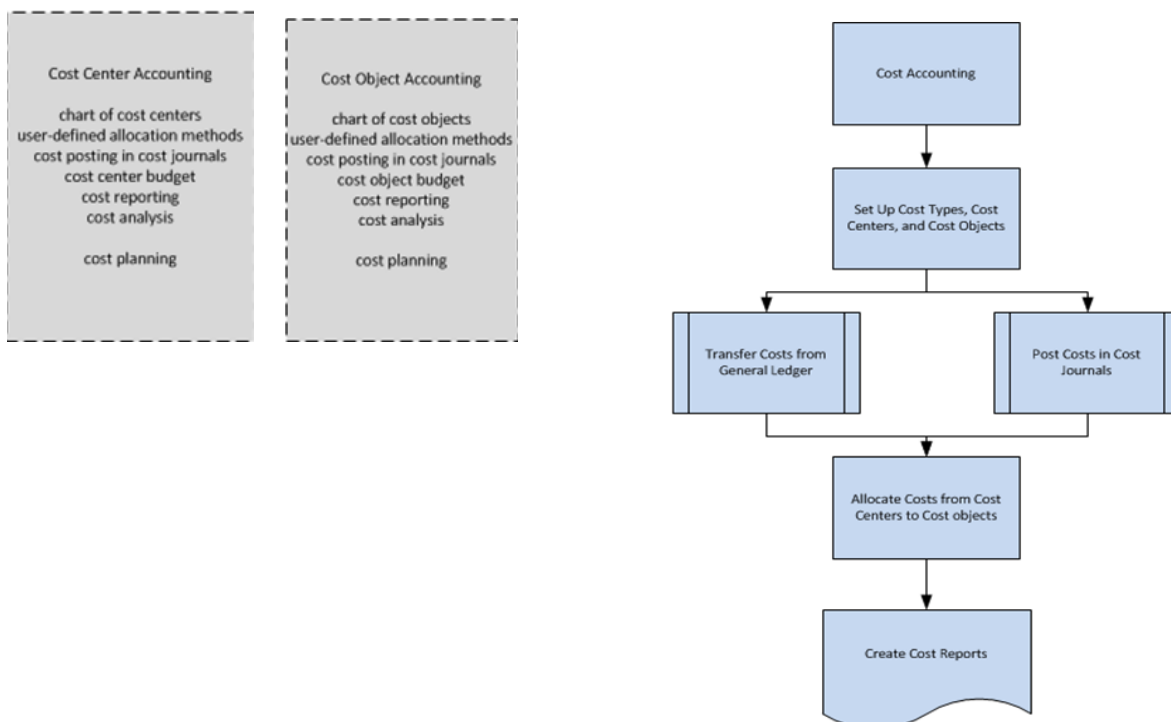 Cost Center Accounting
chart of cost centers
user-defined allocation methods
cost posting in cost journals
cost center budget
cost reporting
cost analysis
cost planning
Cost Object Accounting
chart of cost objects
user-defined allocation methods
cost posting in cost journals
cost object budget
cost reporting
cost analysis
cost planning
Cost Accounting
Set Up Cost Types, Cost
Centers, and Cost Objects
Transfer Costs from
General Ledger
Post Costs in Cost
Journals
Allocate Costs from Cost
Centers to Cost objects
Create Cost Reports